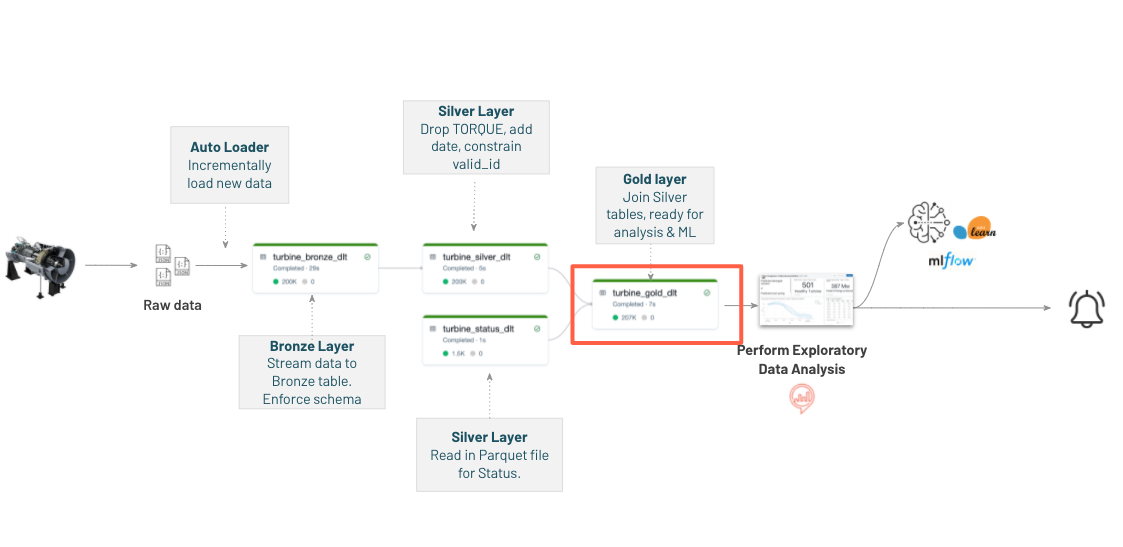 Silver Layer
Drop TORQUE, add
date, constrain
valid_id
Auto Loader
Incrementally
load new data
Gold layer
Join Silver
tables, ready for
analysis & ML
turbine_bronze_dlt
Completed · 29s
200K 0
turbine_silver_dlt
Completed · 5s
200K 0
learn
mlflow
turbine_gold_dlt
Completed · 7s
207K 0
501
387 Mw
Raw data
turbine_status_dlt
Completed · 1s
1.5K 0
Bronze Layer
Stream data to
Bronze table.
Enforce schema
Perform Exploratory
Data Analysis
Silver Layer
Read in Parquet file
for Status.